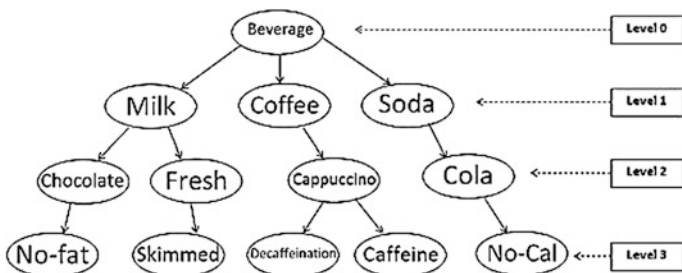 Beverage
Level 0
Milk
Coffee
Soda
Level 1
Chocolate
Fresh
Cappuccino
Cola
Level 2
No-fat
Skimmed
Decaffeination
Caffeine
No-Cal
Level 3